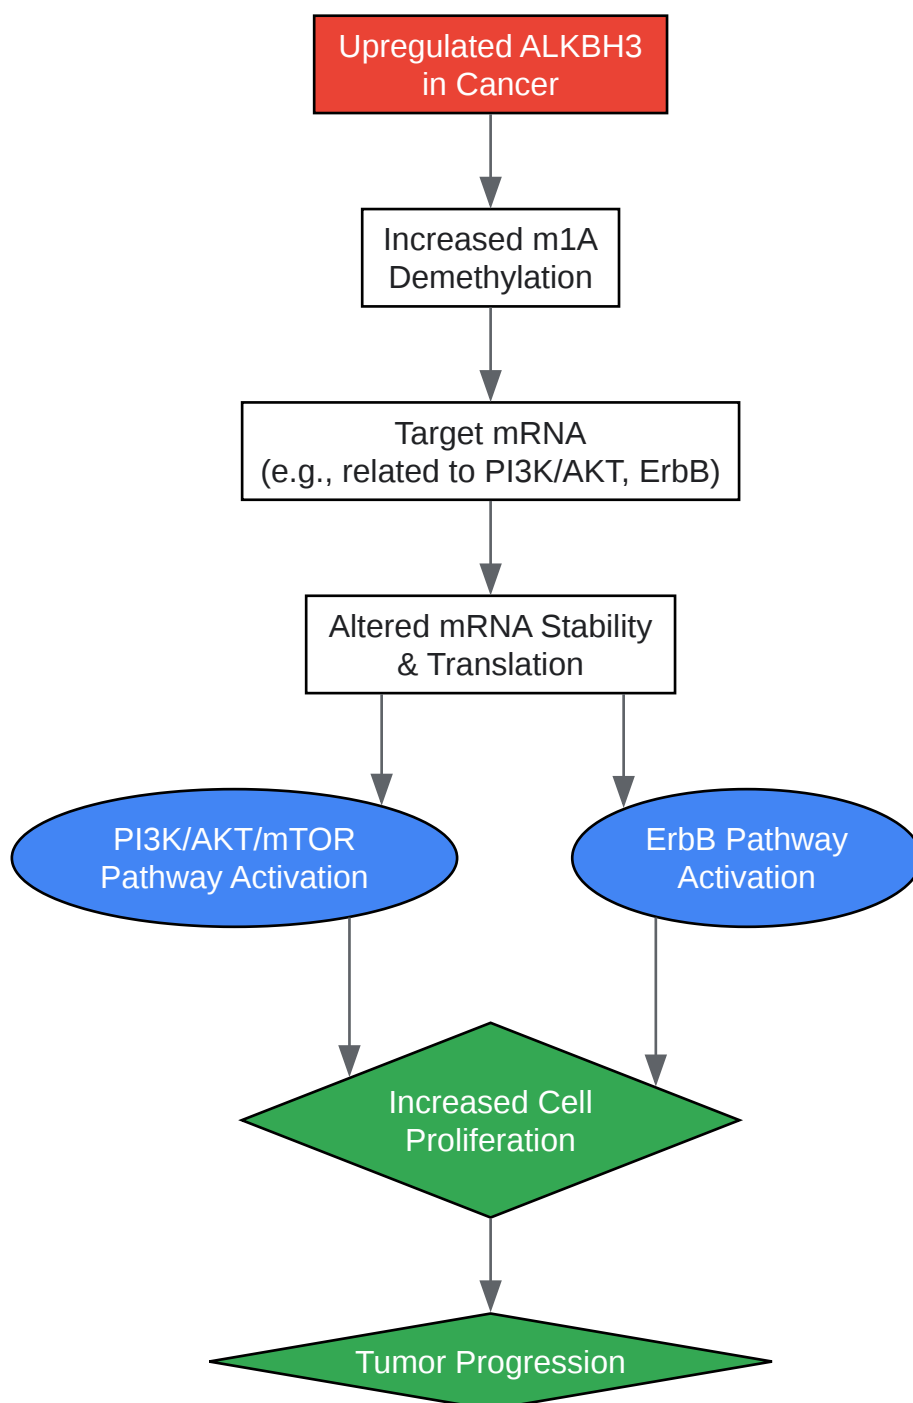 Upregulated ALKBH3
in Cancer
Increased m1A
Demethylation
Target mRNA
(e.g., related to PI3K/AKT, ErbB)
Altered mRNA Stability
& Translation
PI3K/AKT/mTOR
Pathway Activation
ErbB Pathway
Activation
Increased Cell
Proliferation
Tumor Progression